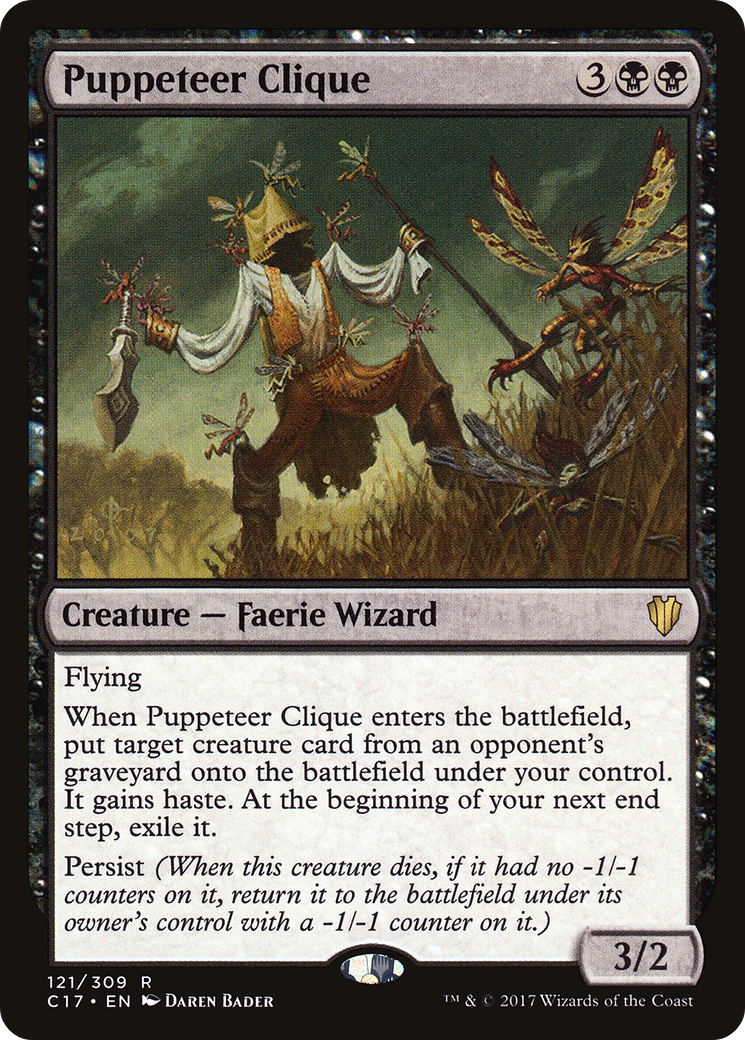 Puppeteer Clique 3
Creature — Faerie Wizard
Flying
When Puppeteer Clique enters the battlefield,
put target creature card from an opponent's
graveyard onto the battlefield under your control.
It gains haste. At the beginning of your next end
step, exile it.
Persist (When this creature dies, if it had no -1/-1
counters on it, return it to the battlefield under its
owner's control with a -1/-1 counter on it.)
3/2
121/309 R
C17 • EN DAREN BADER
™ & © 2017 Wizards of the Coast